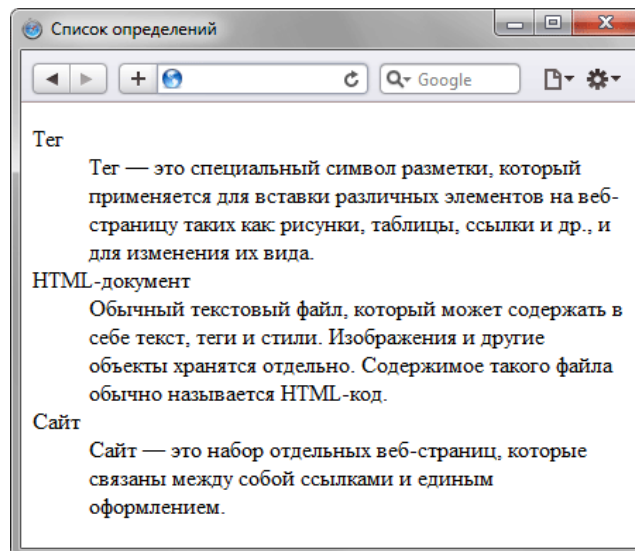 Список определений
Google
Тег
Тег — это специальный символ разметки, который
применяется для вставки различных элементов на веб-
страницу таких как: рисунки, таблицы, ссылки и др., и
для изменения их вида.
HTML-документ
Обычный текстовый файл, который может содержать в
себе текст, теги и стили. Изображения и другие
объекты хранятся отдельно. Содержимое такого файла
обычно называется HTML-код.
Сайт
Сайт — это набор отдельных веб-страниц, которые
связаны между собой ссылками и единым
оформлением.